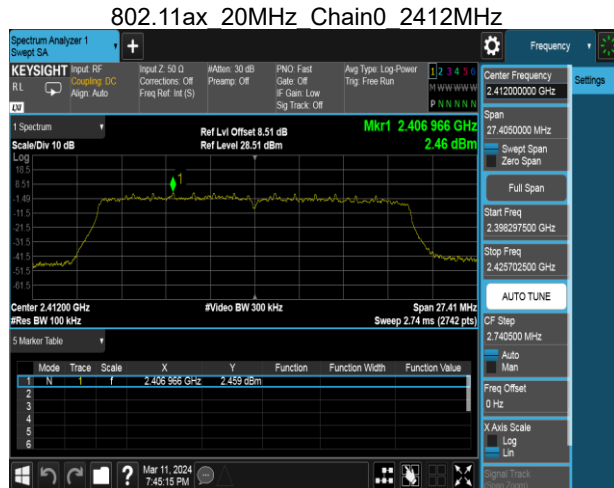 802.11ax_20MHz_Chain0_2412MHz
Spectrum Analyzer 1
Swept SA
+
Frequency
KEYSIGHT
RL
LXI
Input: RF
Coupling: DC
Align: Auto
Input Z: 50 Ω
Corrections: Off
Freq Ref: Int (S)
#Atten: 30 dB
Preamp: Off
PNO: Fast
Gate: Off
IF Gain: Low
Sig Track: Off
Avg Type: Log-Power
Trig: Free Run
1 2 3 4 5 6
M W W W W W
P N N N N N
1 Spectrum
Scale/Div 10 dB
Ref Lvl Offset 8.51 dB
Ref Level 28.51 dBm
Mkr1 2.406 966 GHz
2.46 dBm
Log
18.5
8.51
-1.49
-11.5
-21.5
-31.5
-41.5
-51.5
-61.5
1
Center 2.41200 GHz
#Res BW 100 kHz
#Video BW 300 kHz
Span 27.41 MHz
Sweep 2.74 ms (2742 pts)
5 Marker Table
Mode Trace Scale X Y Function Function Width Function Value
1 N 1 f 2.406 966 GHz 2.459 dBm
2
3
4
5
6
Center Frequency
2.412000000 GHz
Settings
Span
27.4050000 MHz
Swept Span
Zero Span
Full Span
Start Freq
2.398297500 GHz
Stop Freq
2.425702500 GHz
AUTO TUNE
CF Step
2.740500 MHz
Auto
Man
Freq Offset
0 Hz
X Axis Scale
Log
Lin
Signal Track
(Span Zoom)
?
Mar 11, 2024
7:45:15 PM